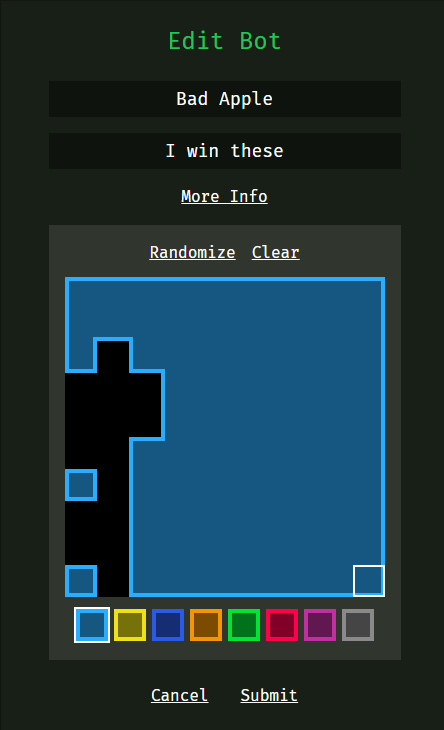 Edit Bot
Bad Apple
I win these
More Info
Randomize Clear
Cancel Submit